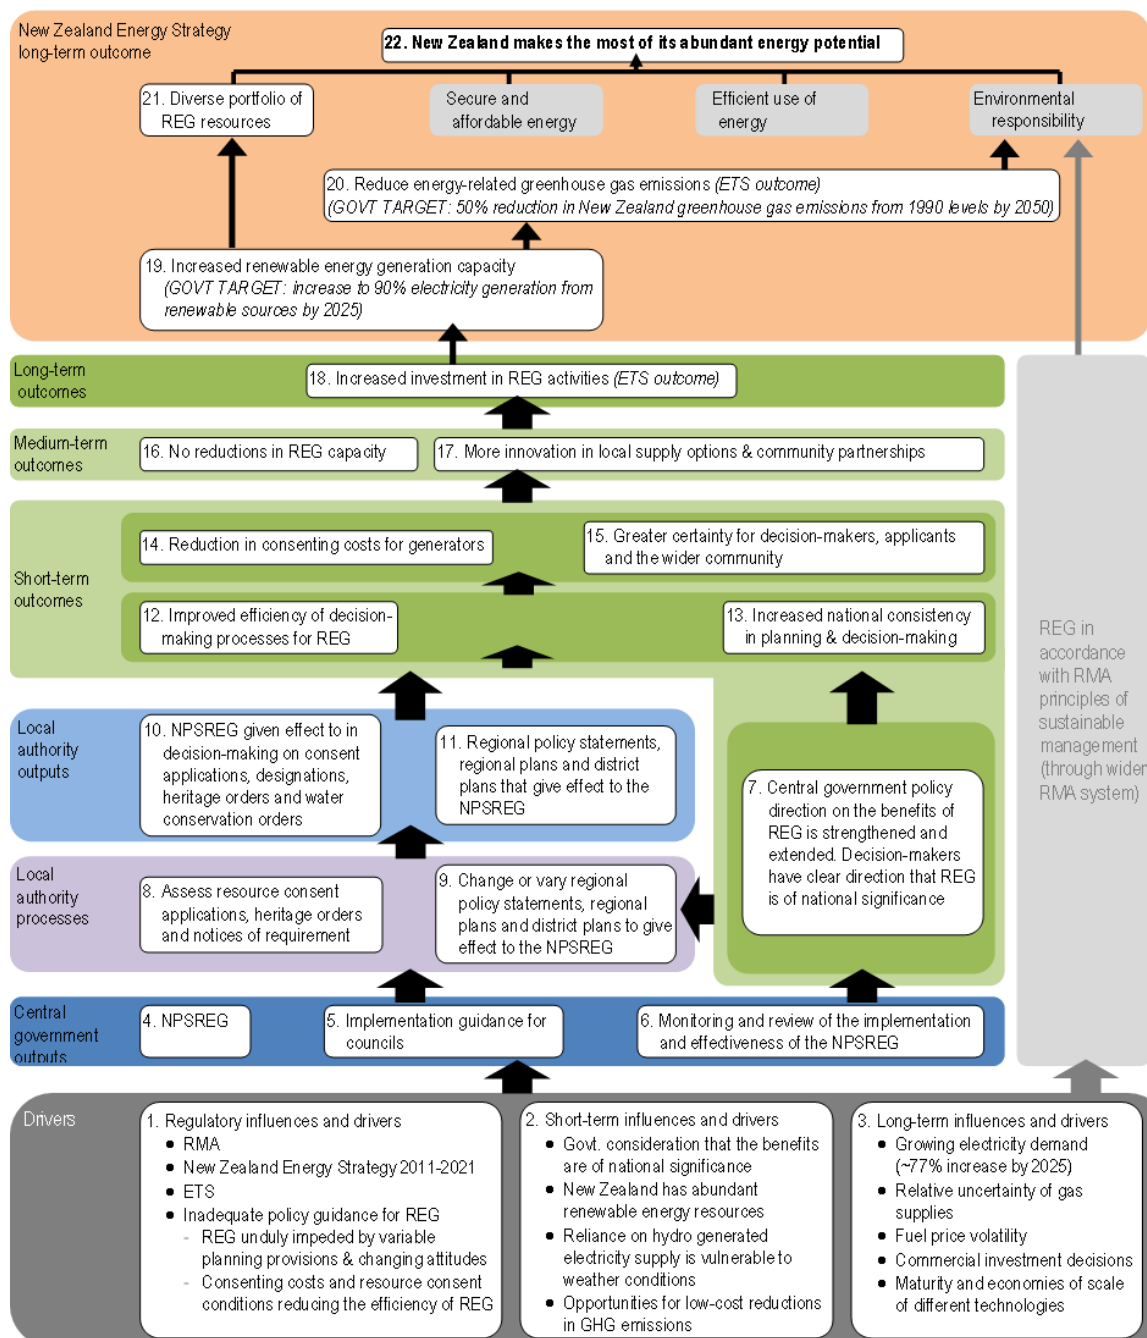 New Zealand Energy Strategy
long-term outcome
22. New Zealand makes the most of its abundant energy potential
21. Diverse portfolio of
REG resources
Secure and
affordable energy
Efficient use of
energy
Environmental
responsibility
20. Reduce energy-related greenhouse gas emissions (ETS outcome)
(GOVT TARGET: 50% reduction in New Zealand greenhouse gas emissions from 1990 levels by 2050)
19. Increased renewable energy generation capacity
(GOVT TARGET: increase to 90% electricity generation from
renewable sources by 2025)
Long-term
outcomes
18. Increased investment in REG activities (ETS outcome)
Medium-term
outcomes
16. No reductions in REG capacity
17. More innovation in local supply options & community partnerships
Short-term
outcomes
14. Reduction in consenting costs for generators
15. Greater certainty for decision-makers, applicants
and the wider community
12. Improved efficiency of decision-
making processes for REG
13. Increased national consistency
in planning & decision-making
REG in
accordance
with RMA
principles of
sustainable
management
(through wider
RMA system)
Local
authority
outputs
10. NPSREG given effect to in
decision-making on consent
applications, designations,
heritage orders and water
conservation orders
11. Regional policy statements,
regional plans and district
plans that give effect to the
NPSREG
7. Central government policy
direction on the benefits of
REG is strengthened and
extended. Decision-makers
have clear direction that REG
is of national significance
Local
authority
processes
8. Assess resource consent
applications, heritage orders
and notices of requirement
9. Change or vary regional
policy statements, regional
plans and district plans to give
effect to the NPSREG
Central
government
outputs
4. NPSREG
5. Implementation guidance for
councils
6. Monitoring and review of the implementation
and effectiveness of the NPSREG
Drivers
1. Regulatory influences and drivers
• RMA
• New Zealand Energy Strategy 2011-2021
• ETS
• Inadequate policy guidance for REG
- REG unduly impeded by variable
planning provisions & changing attitudes
- Consenting costs and resource consent
conditions reducing the efficiency of REG
2. Short-term influences and drivers
• Govt. consideration that the benefits
are of national significance
• New Zealand has abundant
renewable energy resources
• Reliance on hydro generated
electricity supply is vulnerable to
weather conditions
• Opportunities for low-cost reductions
in GHG emissions
3. Long-term influences and drivers
• Growing electricity demand
(~77% increase by 2025)
• Relative uncertainty of gas
supplies
• Fuel price volatility
• Commercial investment decisions
• Maturity and economies of scale
of different technologies